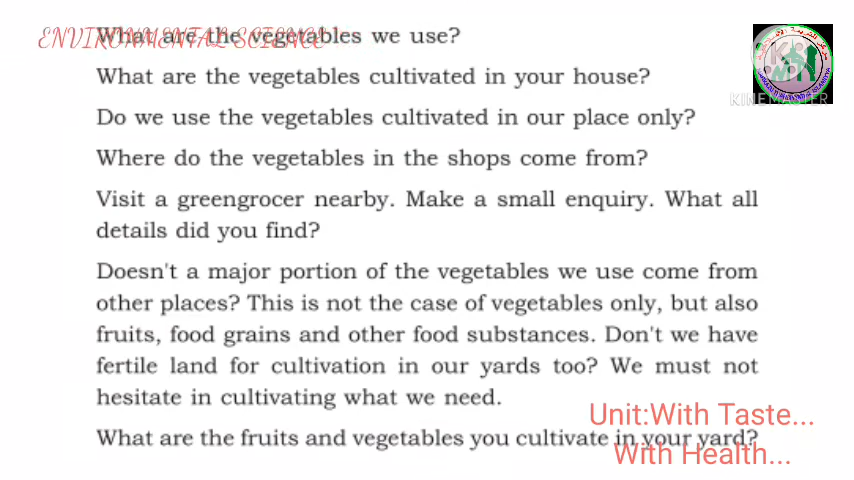 ENVIRONMENTAL SCIENCE
What are the vegetables we use?
What are the vegetables cultivated in your house?
Do we use the vegetables cultivated in our place only?
Where do the vegetables in the shops come from?
Visit a greengrocer nearby. Make a small enquiry. What all
details did you find?
Doesn't a major portion of the vegetables we use come from
other places? This is not the case of vegetables only, but also
fruits, food grains and other food substances. Don't we have
fertile land for cultivation in our yards too? We must not
hesitate in cultivating what we need.
What are the fruits and vegetables you cultivate in your yard?
Unit:With Taste...
With Health...
KINEMASTER